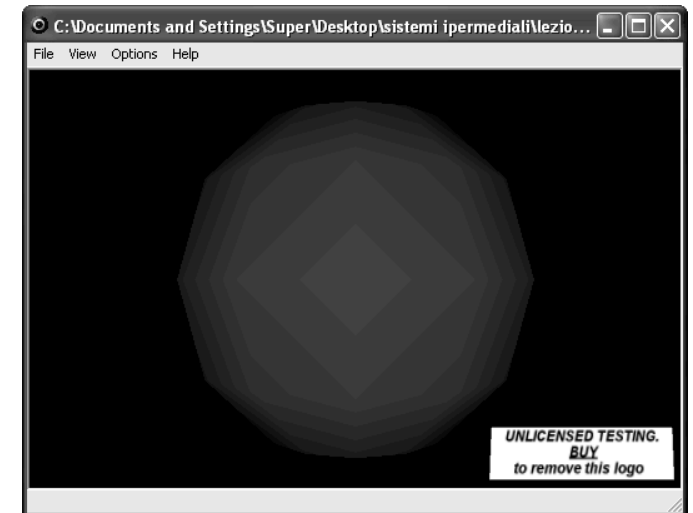 C:\Documents and Settings\Super\Desktop\sistemi ipermediali\lezio...
File View Options Help
UNLICENSED TESTING.
BUY
to remove this logo